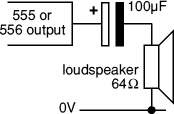 555 or
556 output
+
100µF
loudspeaker
64Ω
0V